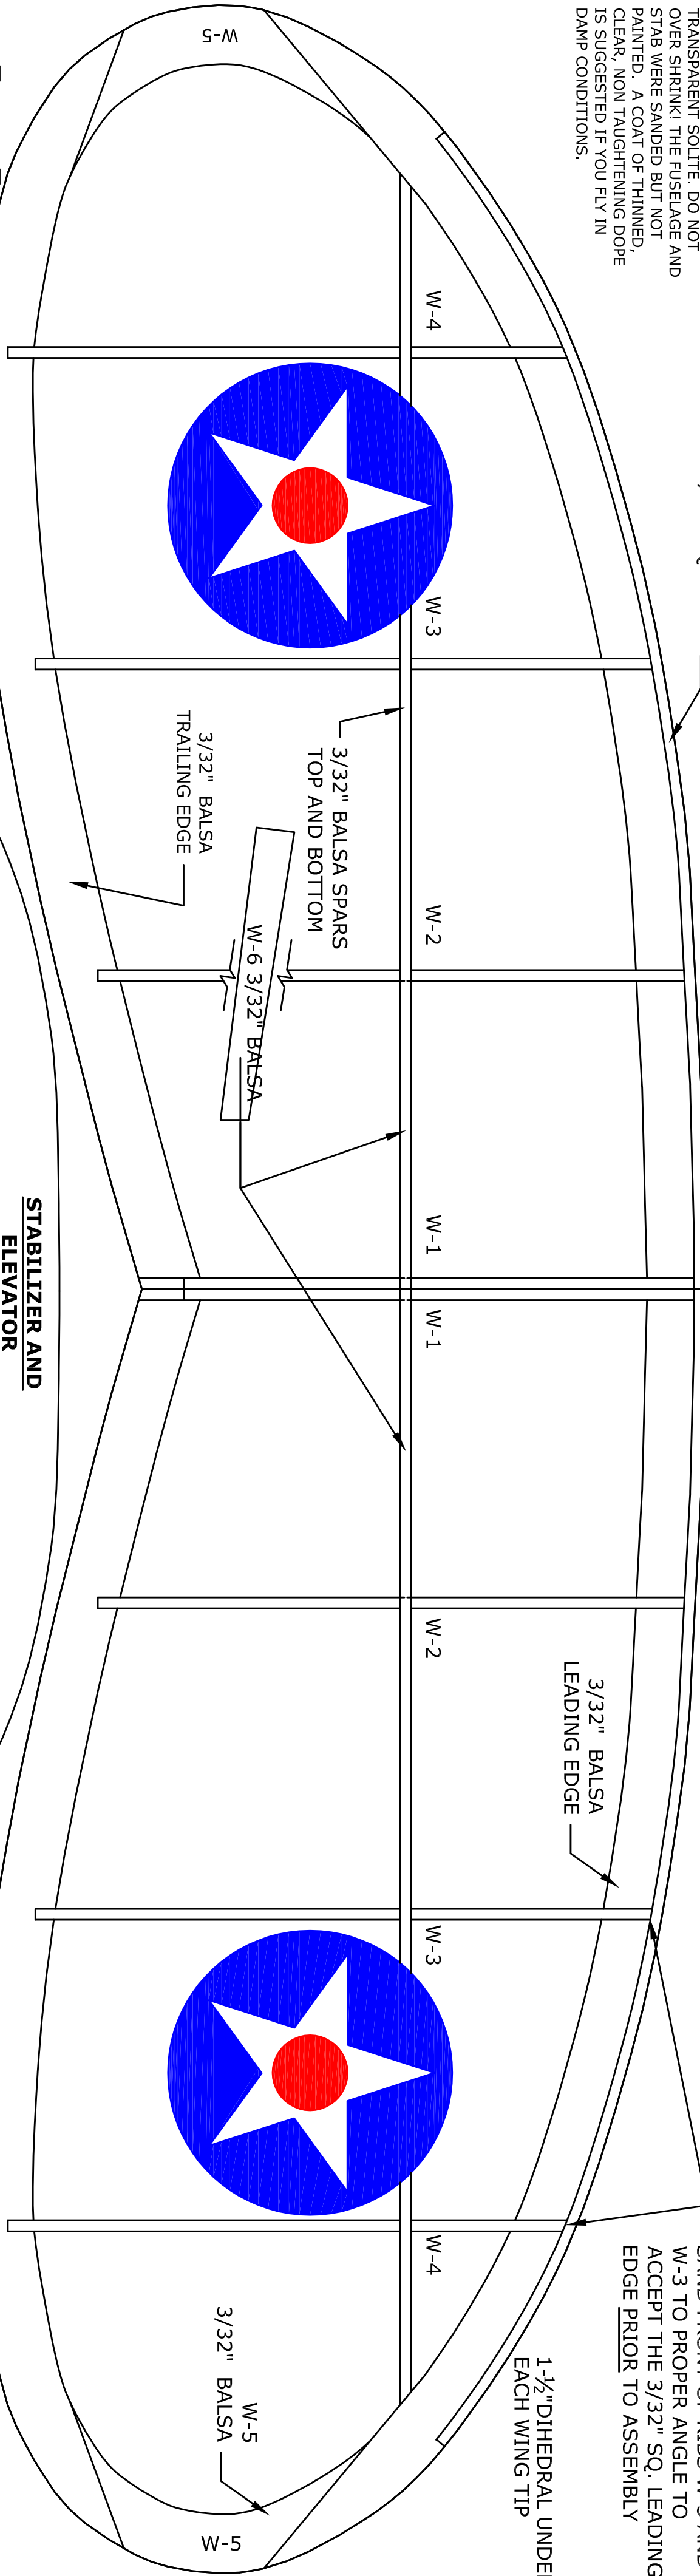 TRANSPARENT SOLITE. DO NOT
OVER SHRINK! THE FUSELAGE AND
STAB WERE SANDED BUT NOT
PAINTED. A COAT OF THINNED,
CLEAR, NON TAUGHTENING DOPE
IS SUGGESTED IF YOU FLY IN
DAMP CONDITIONS.
W-5
W-4
W-3
3/32" BALSA SPARS
TOP AND BOTTOM
3/32" BALSA
TRAILING EDGE
W-2
W-6 3/32" BALSA
W-1
W-1
STABILIZER AND
ELEVATOR
W-2
3/32" BALSA
LEADING EDGE
W-3
W-4
W-3 TO PROPER ANGLE TO
ACCEPT THE 3/32" SQ. LEADING
EDGE PRIOR TO ASSEMBLY
1-½" DIHEDRAL UNDE
EACH WING TIP
W-5
3/32" BALSA
W-5